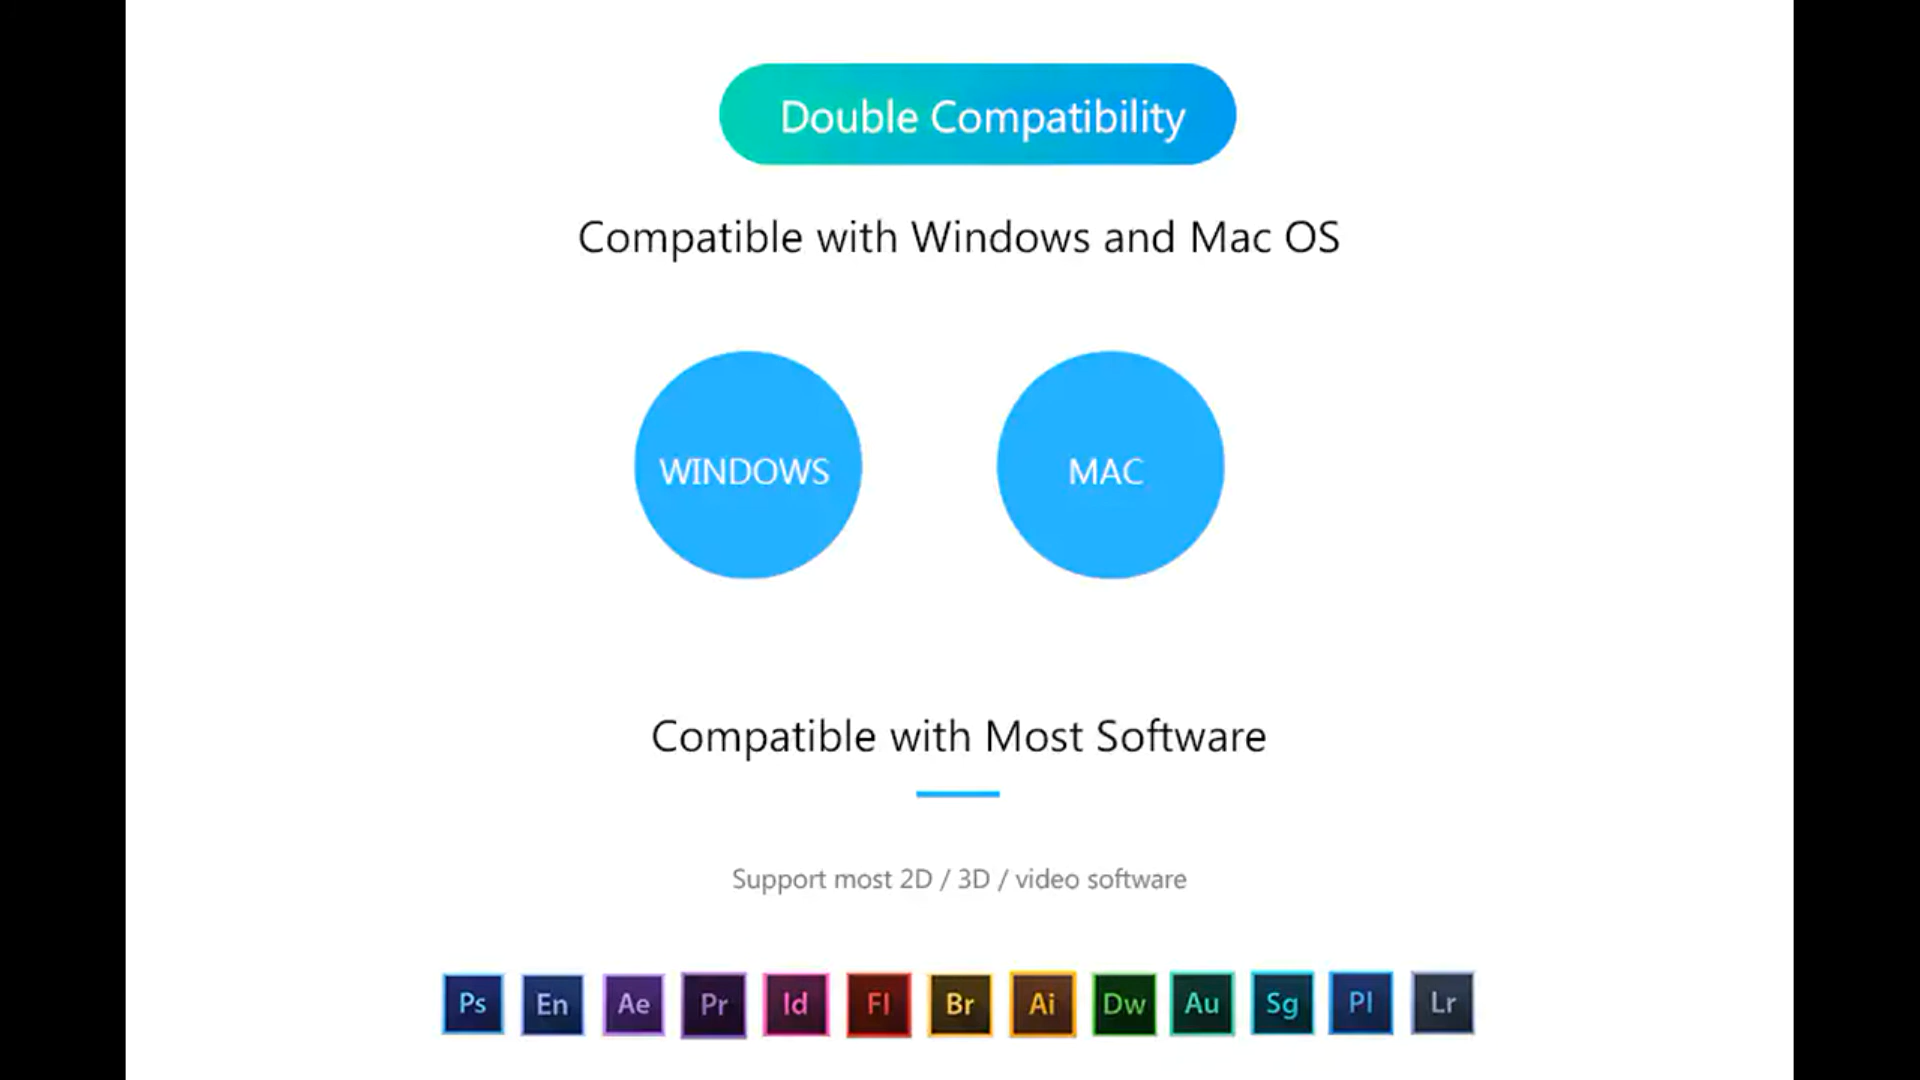 Double Compatibility
Compatible with Windows and Mac OS
WINDOWS MAC
Compatible with Most Software
Support most 2D / 3D / video software
Ps En Ae Pr Id Fl Br Ai Dw Au Sg Pl Lr